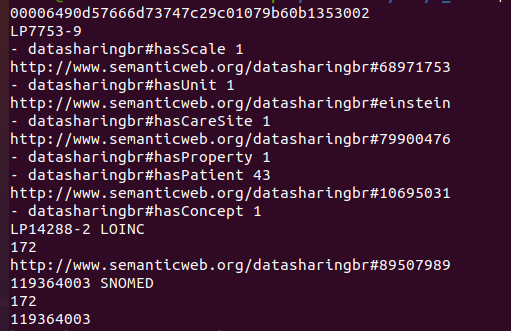 00006490d57666d73747c29c01079b60b1353002
LP7753-9
- datasharingbr#hasScale 1
http://www.semanticweb.org/datasharingbr#68971753
- datasharingbr#hasUnit 1
http://www.semanticweb.org/datasharingbr#einstein
- datasharingbr#hasCareSite 1
http://www.semanticweb.org/datasharingbr#79900476
- datasharingbr#hasProperty 1
- datasharingbr#hasPatient 43
http://www.semanticweb.org/datasharingbr#10695031
- datasharingbr#hasConcept 1
LP14288-2 LOINC
172
http://www.semanticweb.org/datasharingbr#89507989
119364003 SNOMED
172
119364003